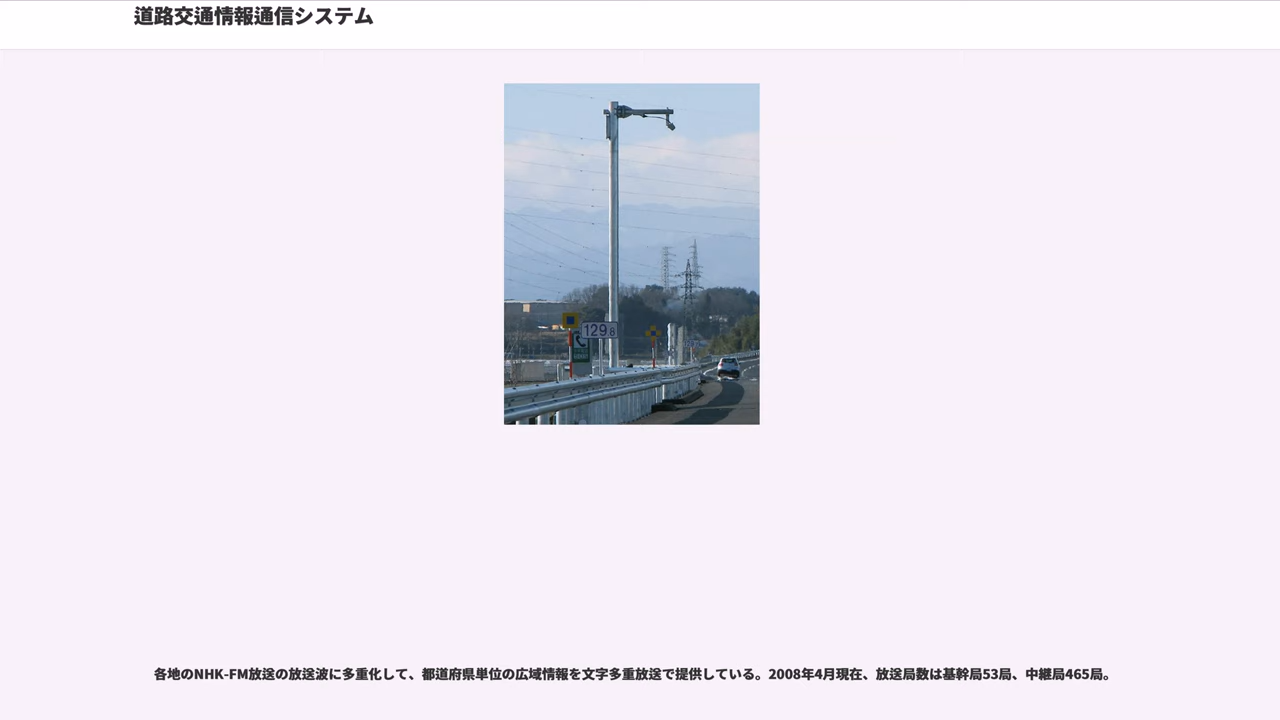 道路交通情報通信システム
129.8
各地のNHK-FM放送の放送波に多重化して、都道府県単位の広域情報を文字多重放送で提供している。2008年4月現在、放送局数は基幹局53局、中継局465局。